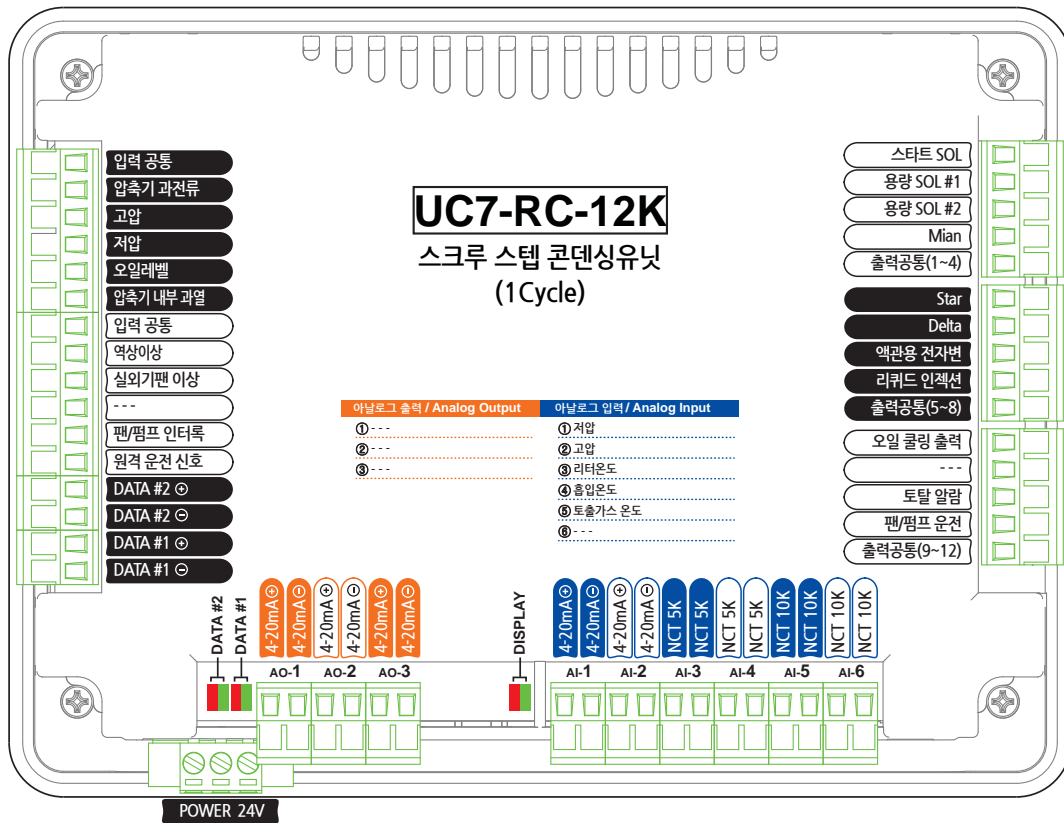 입력 공통
압축기 과전류
고압
저압
오일레벨
압축기 내부 과열
입력 공통
역상이상
실외기팬 이상
---
팬/펌프 인터록
원격 운전 신호
DATA #2 ⊕
DATA #2 ⊖
DATA #1 ⊕
DATA #1 ⊖
UC7-RC-12K
스크루 스텝 콘덴싱유닛
(1Cycle)
스타트 SOL
용량 SOL #1
용량 SOL #2
Mian
출력공통(1~4)
Star
Delta
액관용 전자변
리퀴드 인젝션
출력공통(5~8)
오일 쿨링 출력
---
토탈 알람
팬/펌프 운전
출력공통(9~12)
아날로그 출력 / Analog Output
① ---
② ---
③ ---
아날로그 입력 / Analog Input
① 저압
② 고압
③ 리터온도
④ 흡입온도
⑤ 토출가스 온도
⑥ ---
DATA #2
DATA #1
4-20mA ⊕
4-20mA ⊖
4-20mA ⊕
4-20mA ⊖
4-20mA ⊕
4-20mA ⊖
DISPLAY
4-20mA ⊕
4-20mA ⊖
4-20mA ⊕
4-20mA ⊖
NCT 5K
NCT 5K
NCT 5K
NCT 5K
NCT 10K
NCT 10K
NCT 10K
NCT 10K
AO-1
AO-2
AO-3
AI-1
AI-2
AI-3
AI-4
AI-5
AI-6
POWER 24V